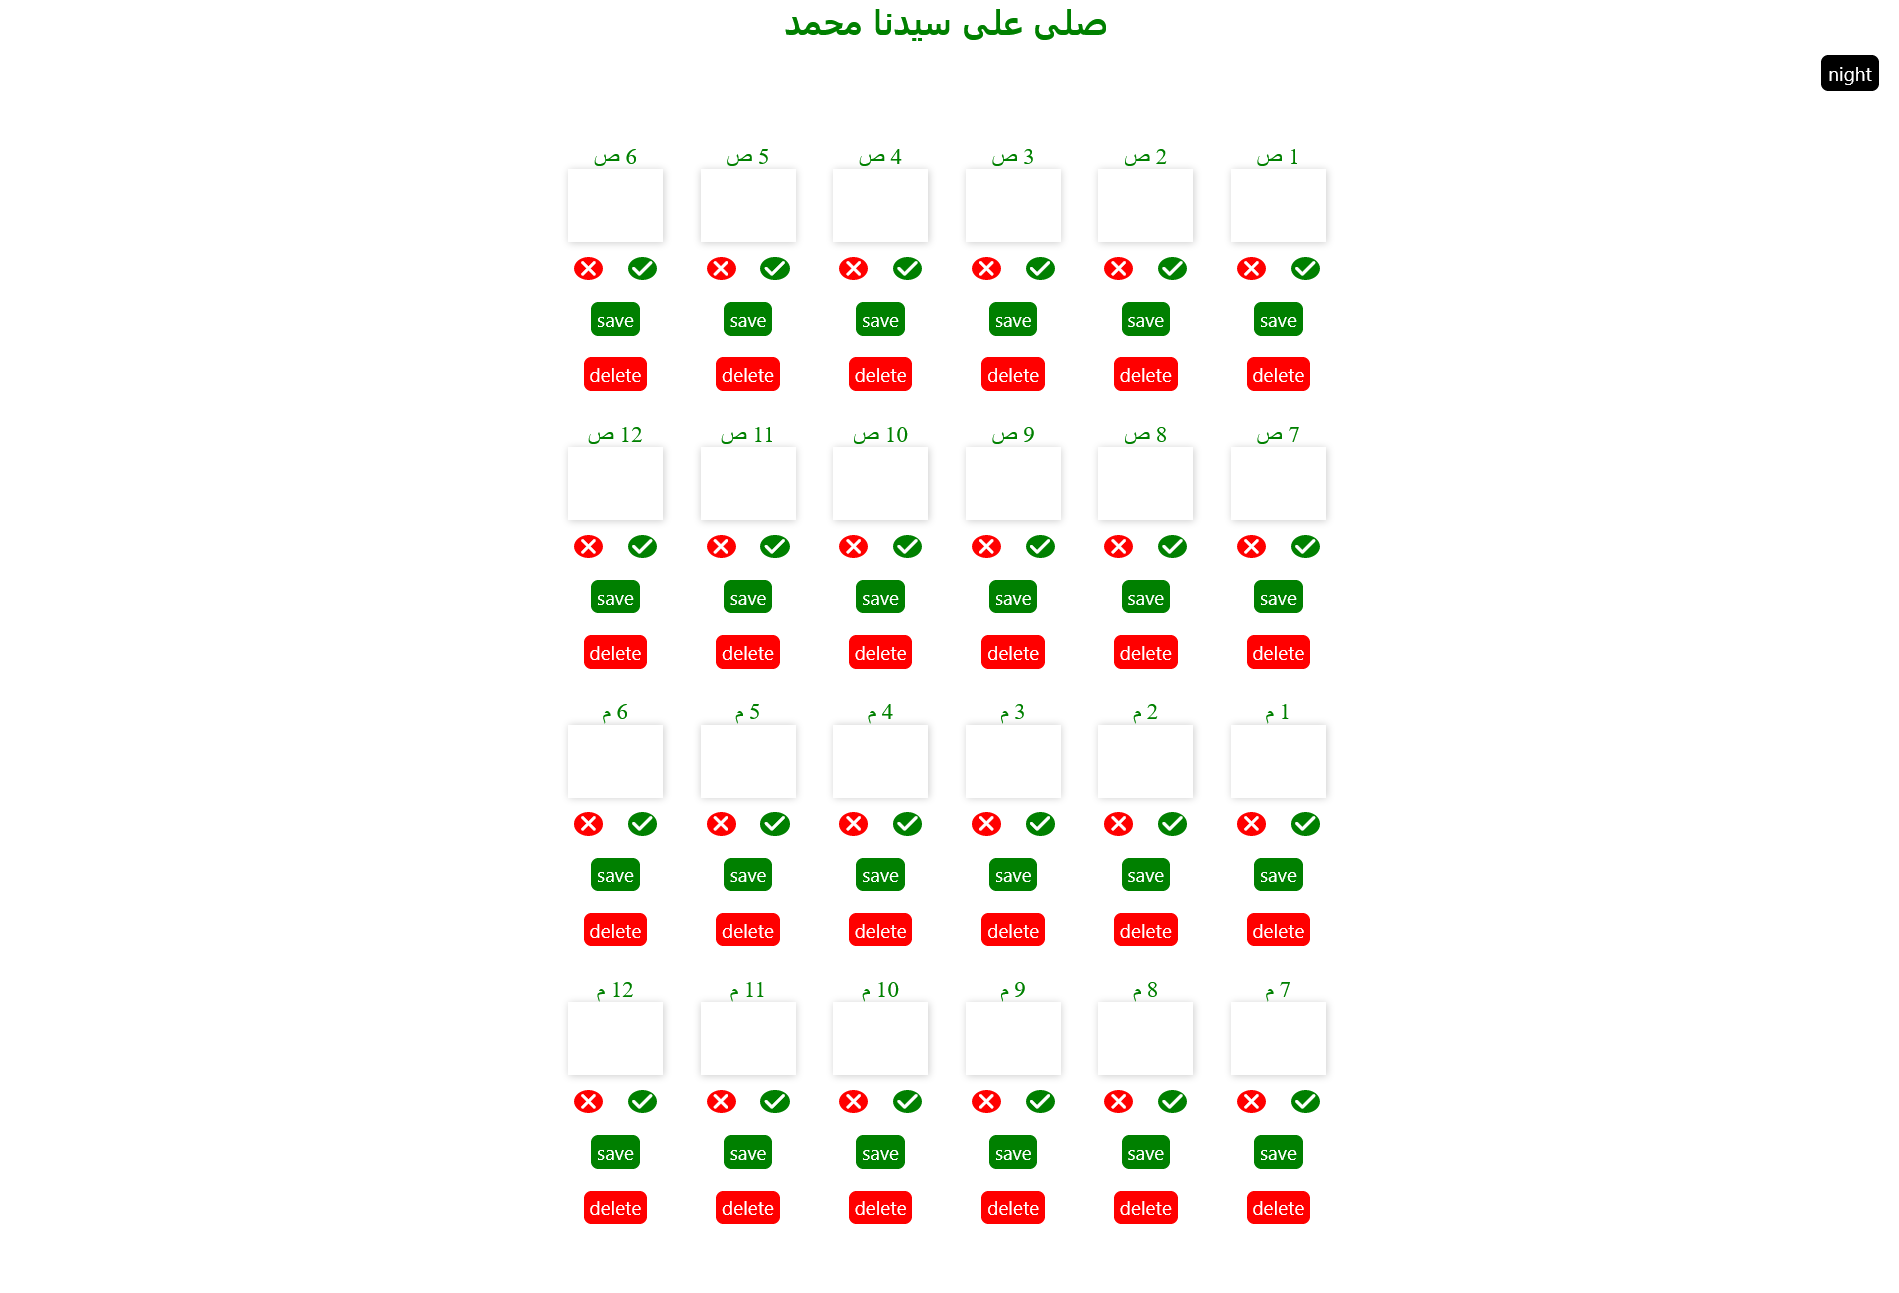 صلى على سيدنا محمد
night
1 ص 2 ص 3 ص 4 ص 5 ص 6 ص
save save save save save save
delete delete delete delete delete delete
7 ص 8 ص 9 ص 10 ص 11 ص 12 ص
save save save save save save
delete delete delete delete delete delete
1 م 2 م 3 م 4 م 5 م 6 م
save save save save save save
delete delete delete delete delete delete
7 م 8 م 9 م 10 م 11 م 12 م
save save save save save save
delete delete delete delete delete delete